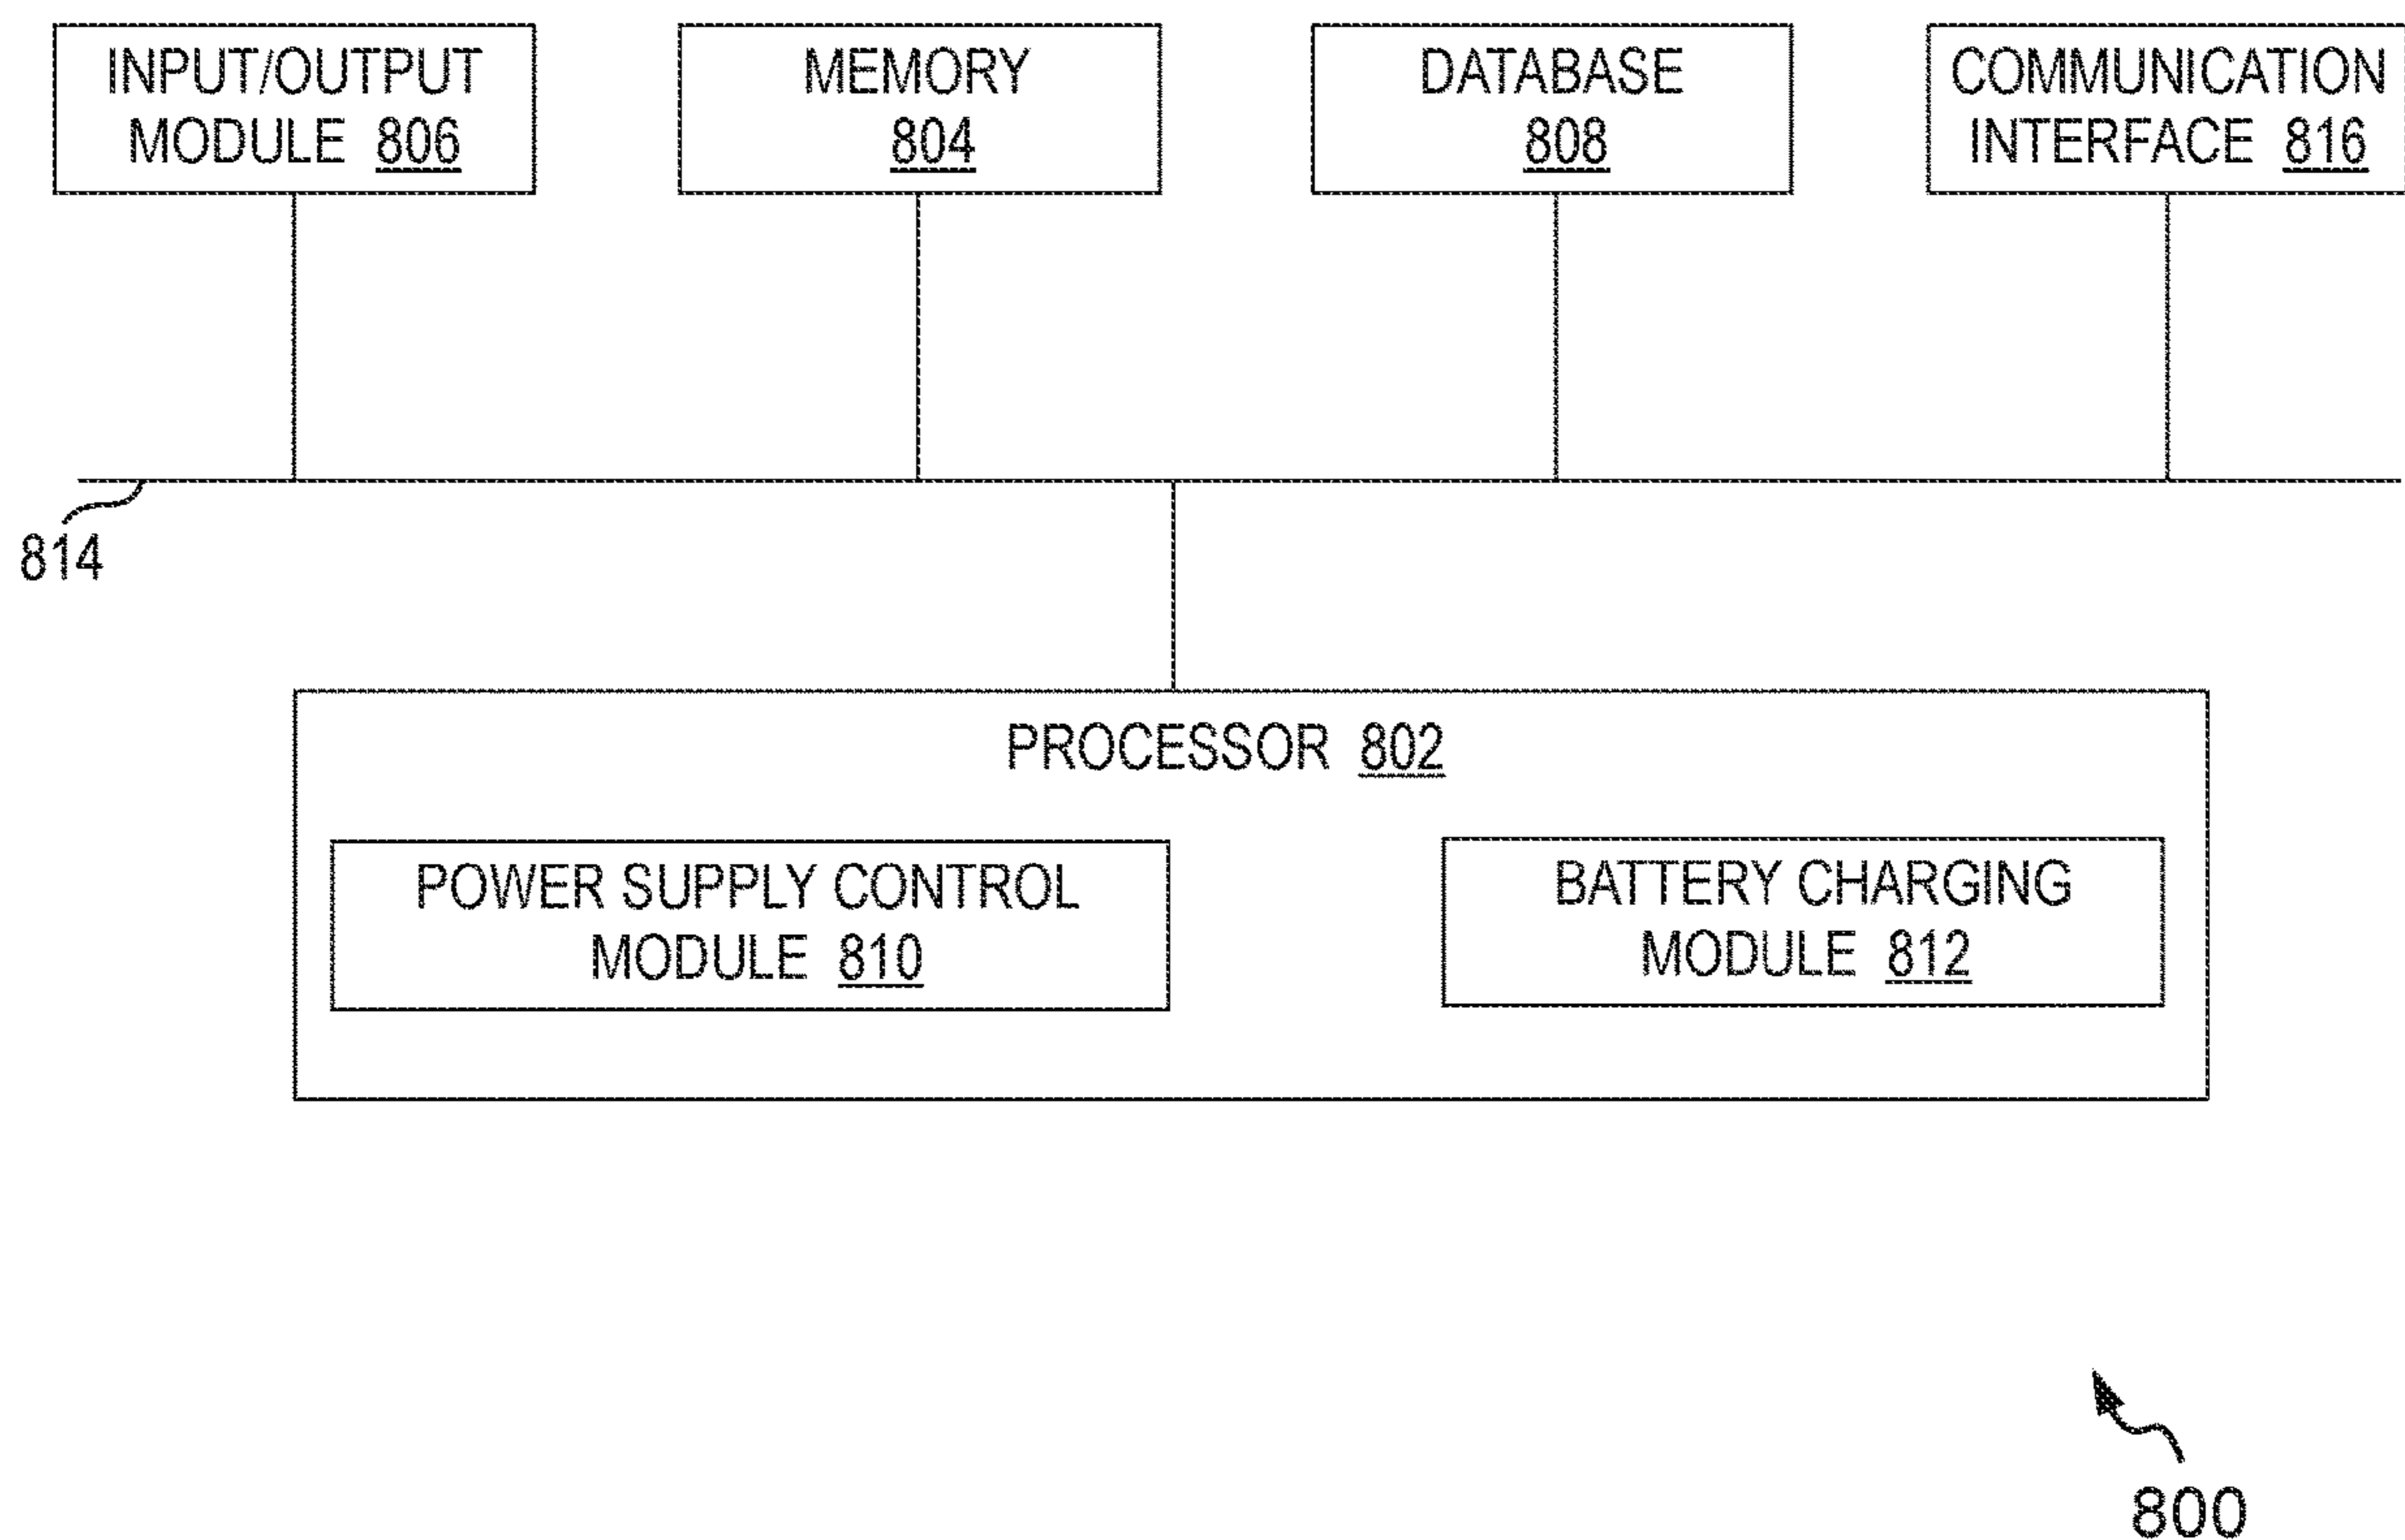 INPUT/OUTPUT
MODULE 806
MEMORY
804
DATABASE
808
COMMUNICATION
INTERFACE 816
814
PROCESSOR 802
POWER SUPPLY CONTROL
MODULE 810
BATTERY CHARGING
MODULE 812
800